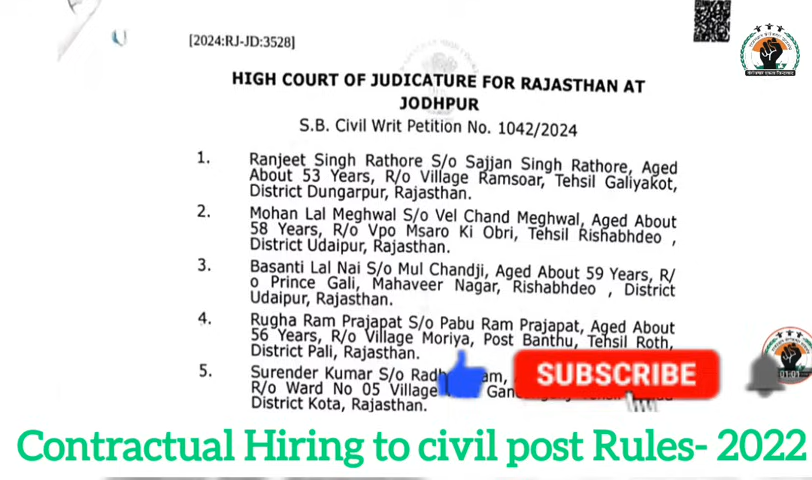 [2024:RJ-JD:3528]
HIGH COURT OF JUDICATURE FOR RAJASTHAN AT
JODHPUR
S.B. Civil Writ Petition No. 1042/2024
1. Ranjeet Singh Rathore S/o Sajjan Singh Rathore, Aged
About 53 Years, R/o Village Ramsoar, Tehsil Galiyakot,
District Dungarpur, Rajasthan.
2. Mohan Lal Meghwal S/o Vel Chand Meghwal, Aged About
58 Years, R/o Vpo Msaro Ki Obri, Tehsil Rishabhdeo ,
District Udaipur, Rajasthan.
3. Basanti Lal Nai S/o Mul Chandji, Aged About 59 Years, R/
o Prince Gali, Mahaveer Nagar, Rishabhdeo , District
Udaipur, Rajasthan.
4. Rugha Ram Prajapat S/o Pabu Ram Prajapat, Aged About
56 Years, R/o Village Moriya, Post Banthu, Tehsil Roth,
District Pali, Rajasthan.
5. Surender Kumar S/o
R/o Ward No 05 Village
District Kota, Rajasthan.
SUBSCRIBE
01:01
Contractual Hiring to civil post Rules- 2022